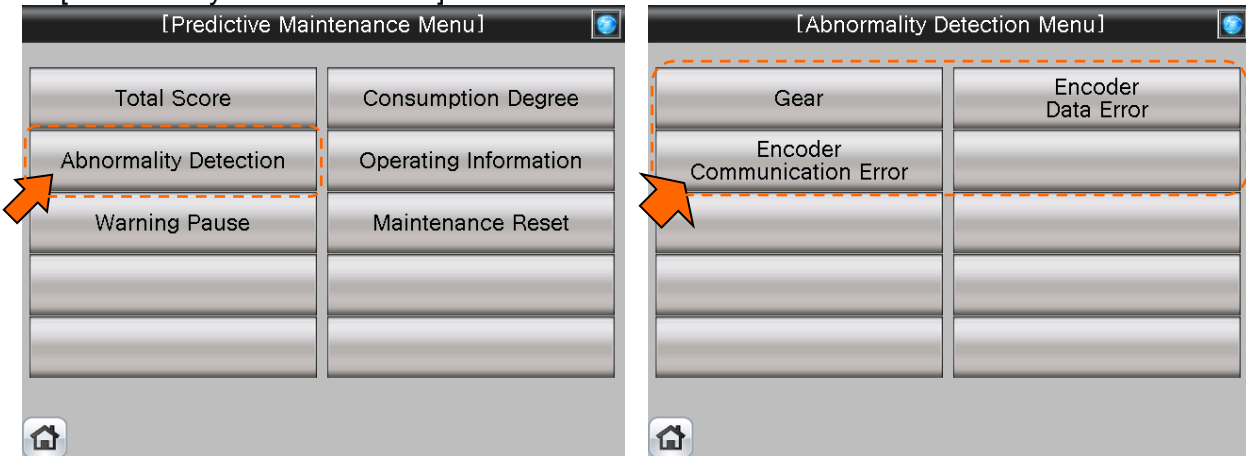 [Predictive Maintenance Menu]
Total Score
Consumption Degree
Abnormality Detection
Operating Information
Warning Pause
Maintenance Reset
[Abnormality Detection Menu]
Gear
Encoder
Data Error
Encoder
Communication Error